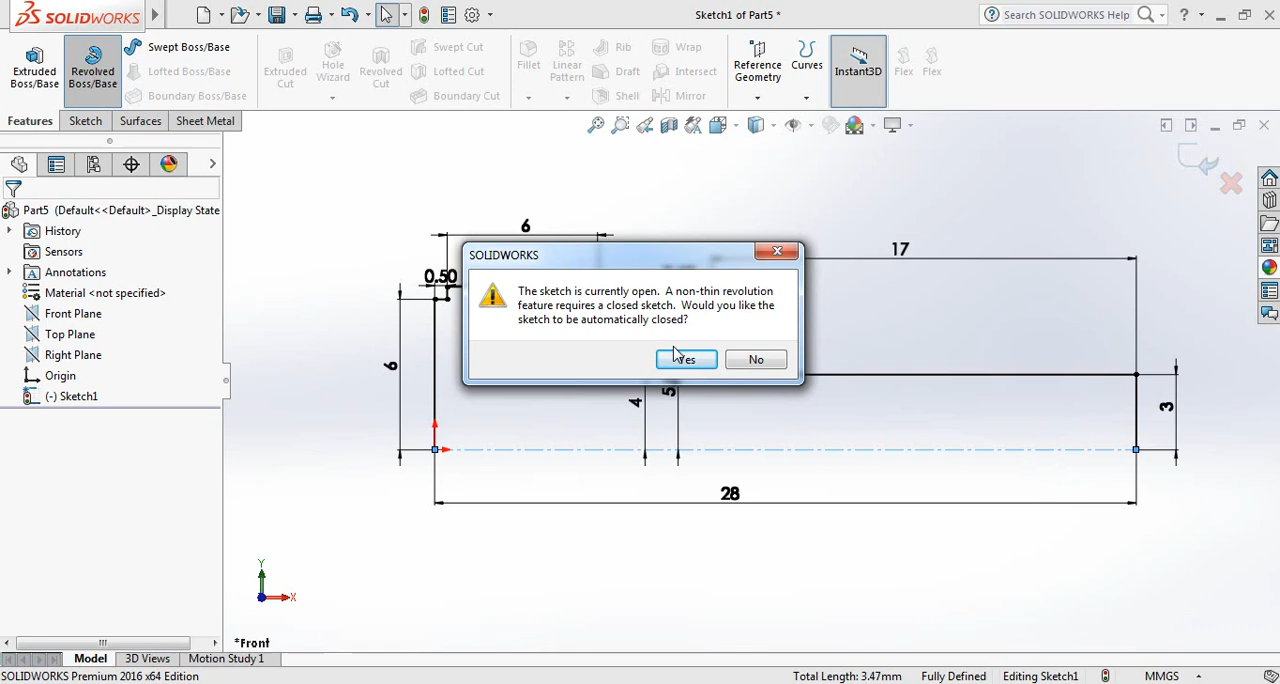 SOLIDWORKS
Sketch1 of Part5 *
Search SOLIDWORKS Help
?
Extruded Boss/Base
Revolved Boss/Base
Swept Boss/Base
Lofted Boss/Base
Boundary Boss/Base
Extruded Cut
Hole Wizard
Revolved Cut
Swept Cut
Lofted Cut
Boundary Cut
Fillet
Linear Pattern
Rib
Draft
Shell
Wrap
Intersect
Mirror
Reference Geometry
Curves
Instant3D
Flex
Flex
Features
Sketch
Surfaces
Sheet Metal
Part5 (Default<<Default>_Display State
History
Sensors
Annotations
Material <not specified>
Front Plane
Top Plane
Right Plane
Origin
(-) Sketch1
6
17
0.50
6
4
5
3
28
SOLIDWORKS
The sketch is currently open. A non-thin revolution
feature requires a closed sketch. Would you like the
sketch to be automatically closed?
Yes
No
Y
X
*Front
Model
3D Views
Motion Study 1
SOLIDWORKS Premium 2016 x64 Edition
Total Length: 3.47mm
Fully Defined
Editing Sketch1
MMGS